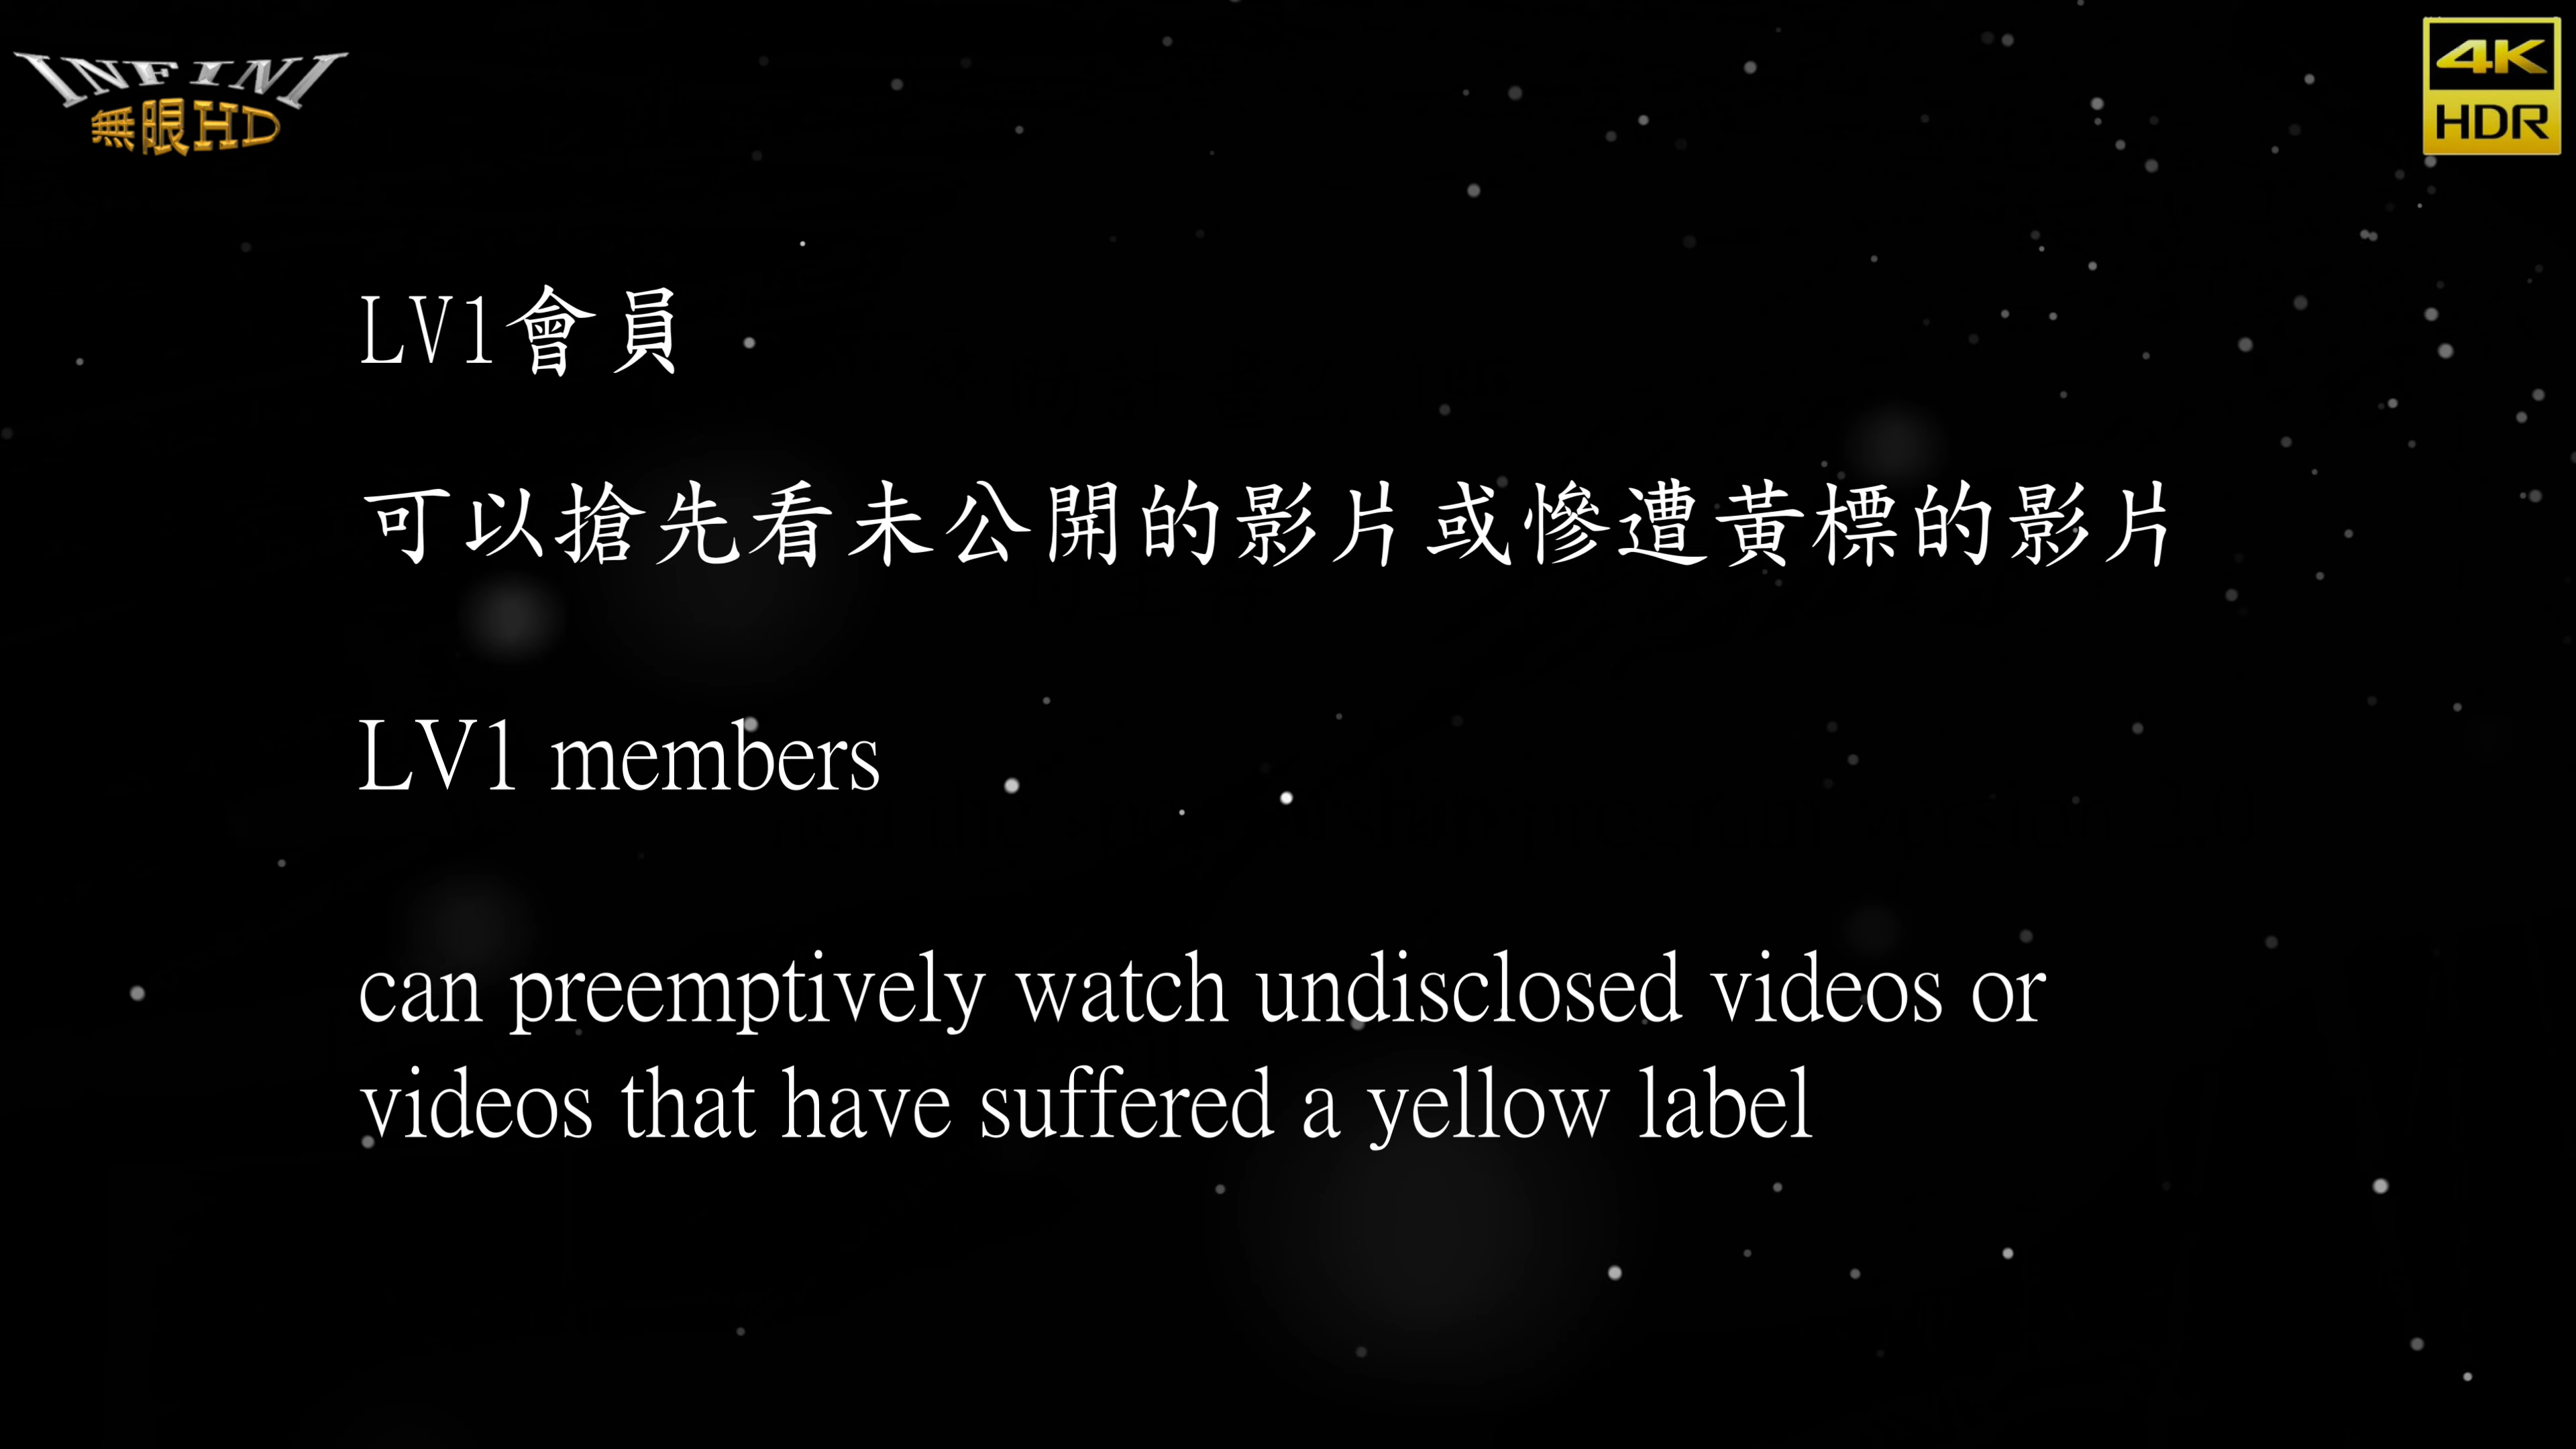 INFINI
無限HD
4K
HDR
LV1會員
可以搶先看未公開的影片或慘遭黃標的影片
LV1 members
can preemptively watch undisclosed videos or
videos that have suffered a yellow label